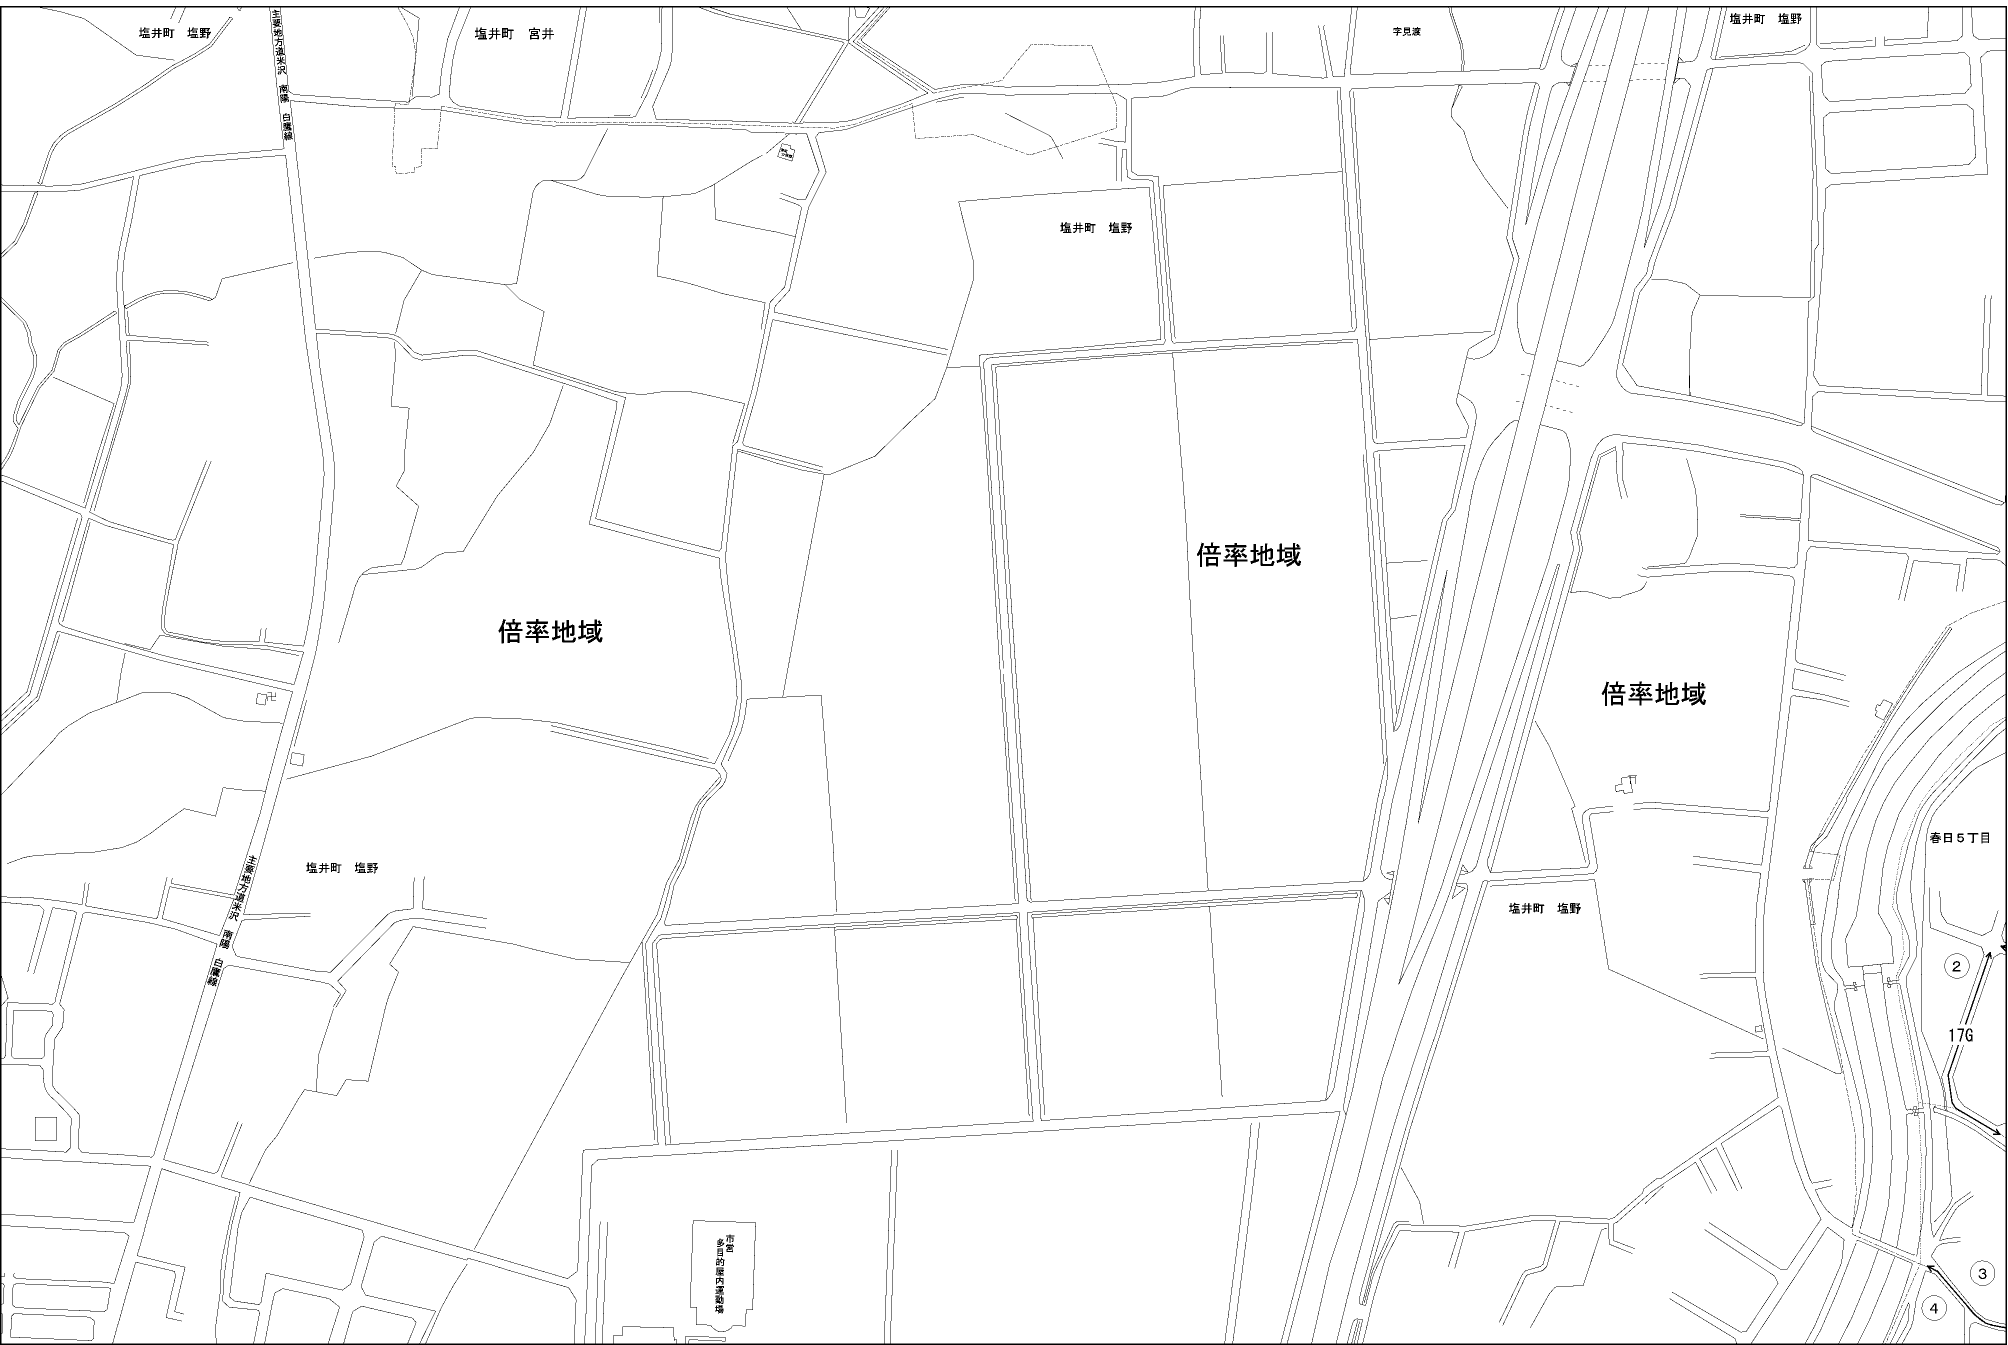 塩井町　塩野
塩井町　宮井
字見渡
塩井町　塩野
主要地方道米沢　南陽　白鷹線
塩井町　塩野
倍率地域
倍率地域
倍率地域
春日５丁目
塩井町　塩野
主要地方道米沢　南陽　白鷹線
塩井町　塩野
②
17G
市営
多目的屋内運動場
③
④